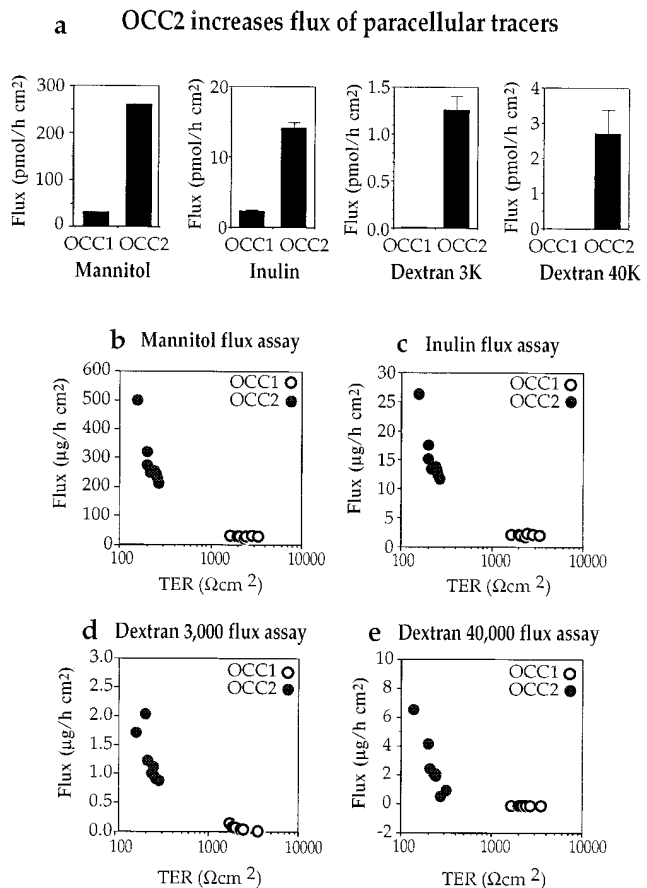 a OCC2 increases flux of paracellular tracers
Flux (pmol/h cm2)
300
200
100
0
OCC1 OCC2
Mannitol
Flux (pmol/h cm2)
20
10
0
OCC1 OCC2
Inulin
Flux (pmol/h cm2)
1.5
1.0
0.5
0.0
OCC1 OCC2
Dextran 3K
Flux (pmol/h cm2)
4
3
2
1
0
OCC1 OCC2
Dextran 40K
b Mannitol flux assay
Flux (µg/h cm2)
600
500
400
300
200
100
0
OCC1
OCC2
100 1000 10000
TER (Ωcm 2)
c Inulin flux assay
Flux (µg/h cm2)
30
25
20
15
10
5
0
OCC1
OCC2
100 1000 10000
TER (Ωcm 2)
d Dextran 3,000 flux assay
Flux (µg/h cm2)
3.0
2.5
2.0
1.5
1.0
0.5
0.0
OCC1
OCC2
100 1000 10000
TER (Ωcm 2)
e Dextran 40,000 flux assay
Flux (µg/h cm2)
10
8
6
4
2
0
-2
OCC1
OCC2
100 1000 10000
TER (Ωcm 2)